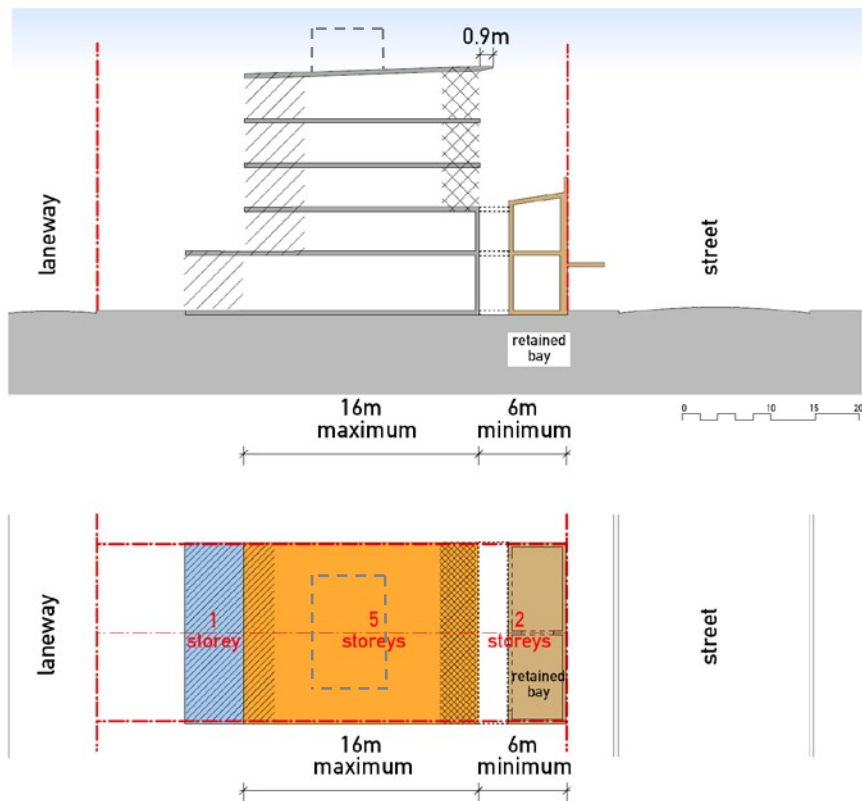 0.9m
laneway
street
retained
bay
16m
maximum
6m
minimum
0 10 15 20
laneway
1
storey
5
storeys
2
storeys
retained
bay
street
16m
maximum
6m
minimum